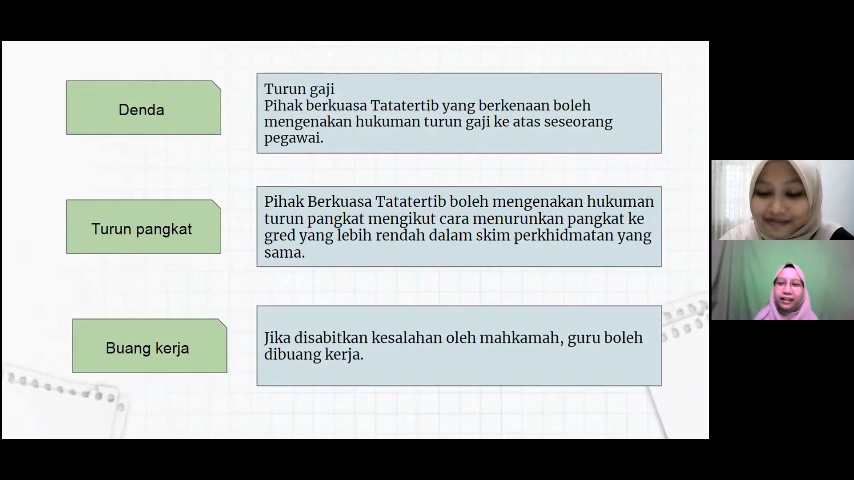 Denda
Turun gaji
Pihak berkuasa Tatatertib yang berkenaan boleh
mengenakan hukuman turun gaji ke atas seseorang
pegawai.
Turun pangkat
Pihak Berkuasa Tatatertib boleh mengenakan hukuman
turun pangkat mengikut cara menurunkan pangkat ke
gred yang lebih rendah dalam skim perkhidmatan yang
sama.
Buang kerja
Jika disabitkan kesalahan oleh mahkamah, guru boleh
dibuang kerja.